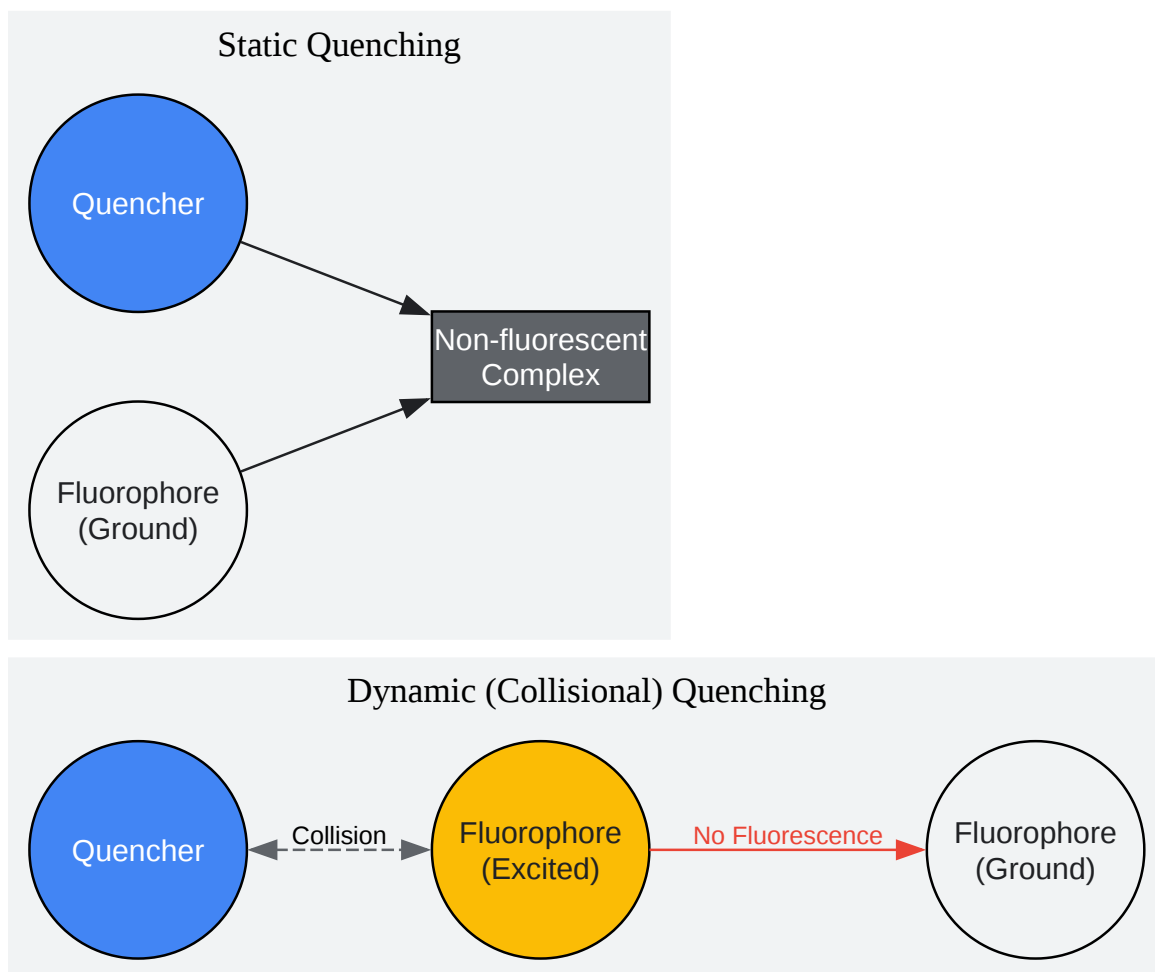 Static Quenching
Quencher
Non-fluorescent
Complex
Fluorophore
(Ground)
Dynamic (Collisional) Quenching
Quencher
Collision
Fluorophore
(Excited)
No Fluorescence
Fluorophore
(Ground)